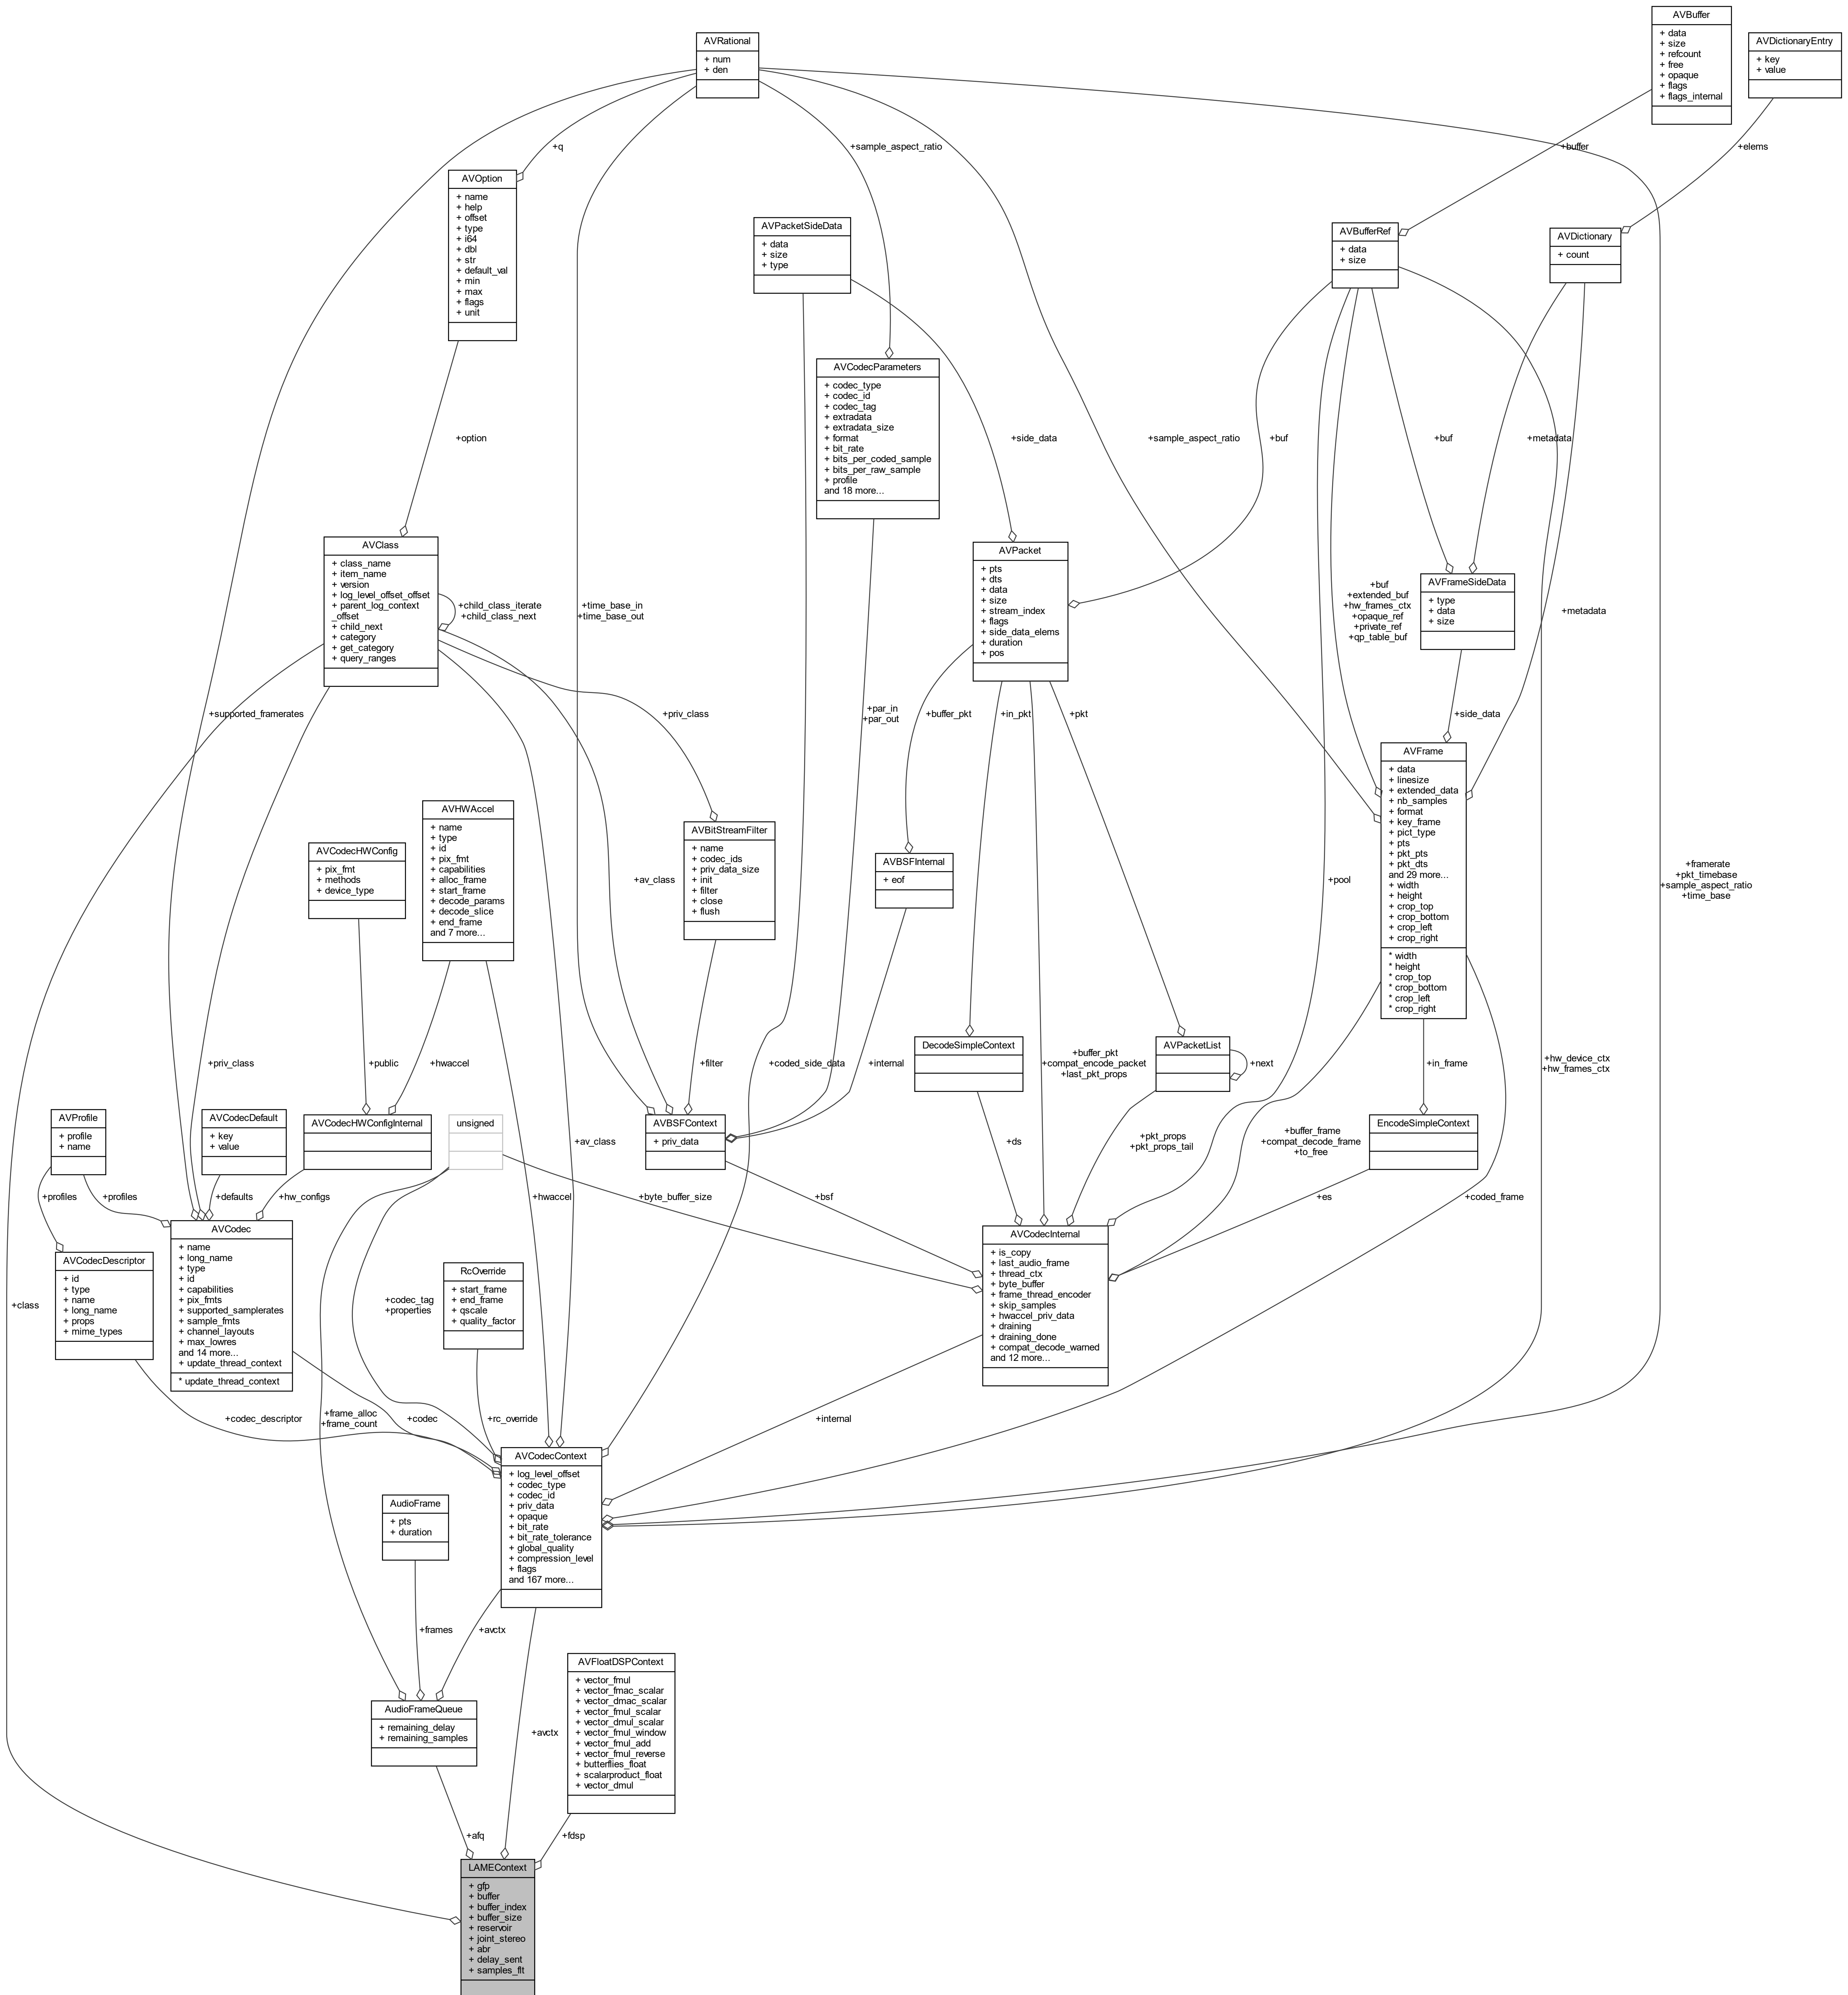 AVBuffer
+ data
+ size
+ refcount
+ free
+ opaque
+ flags
+ flags_internal
AVRational
+ num
+ den
AVDictionaryEntry
+ key
+ value
+q
+sample_aspect_ratio
+buffer
+elems
AVOption
+ name
+ help
+ offset
+ type
+ i64
+ dbl
+ str
+ default_val
+ min
+ max
+ flags
+ unit
AVPacketSideData
+ data
+ size
+ type
AVBufferRef
+ data
+ size
AVDictionary
+ count
AVCodecParameters
+ codec_type
+ codec_id
+ codec_tag
+ extradata
+ extradata_size
+ format
+ bit_rate
+ bits_per_coded_sample
+ bits_per_raw_sample
+ profile
and 18 more...
+option
+side_data
+sample_aspect_ratio
+buf
+buf
+metadata
AVClass
+ class_name
+ item_name
+ version
+ log_level_offset_offset
+ parent_log_context
_offset
+ child_next
+ category
+ get_category
+ query_ranges
+child_class_iterate
+child_class_next
+time_base_in
+time_base_out
AVPacket
+ pts
+ dts
+ data
+ size
+ stream_index
+ flags
+ side_data_elems
+ duration
+ pos
+buf
+extended_buf
+hw_frames_ctx
+opaque_ref
+private_ref
+qp_table_buf
AVFrameSideData
+ type
+ data
+ size
+metadata
+supported_framerates
+priv_class
+par_in
+par_out
+buffer_pkt
+in_pkt
+pkt
+side_data
AVFrame
+ data
+ linesize
+ extended_data
+ nb_samples
+ format
+ key_frame
+ pict_type
+ pts
+ pkt_pts
+ pkt_dts
and 29 more...
+ width
+ height
+ crop_top
+ crop_bottom
+ crop_left
+ crop_right
* width
* height
* crop_top
* crop_bottom
* crop_left
* crop_right
AVHWAccel
+ name
+ type
+ id
+ pix_fmt
+ capabilities
+ alloc_frame
+ start_frame
+ decode_params
+ decode_slice
+ end_frame
and 7 more...
AVCodecHWConfig
+ pix_fmt
+ methods
+ device_type
AVBitStreamFilter
+ name
+ codec_ids
+ priv_data_size
+ init
+ filter
+ close
+ flush
AVBSFInternal
+ eof
+av_class
+pool
+framerate
+pkt_timebase
+sample_aspect_ratio
+time_base
+priv_class
+public
+hwaccel
+filter
+coded_side_data
+internal
DecodeSimpleContext
+buffer_pkt
+compat_encode_packet
+last_pkt_props
AVPacketList
+next
+in_frame
+hw_device_ctx
+hw_frames_ctx
AVProfile
+ profile
+ name
AVCodecDefault
+ key
+ value
AVCodecHWConfigInternal
unsigned
AVBSFContext
+ priv_data
+av_class
+ds
+pkt_props
+pkt_props_tail
+buffer_frame
+compat_decode_frame
+to_free
EncodeSimpleContext
+profiles
+profiles
+defaults
+hw_configs
+hwaccel
+byte_buffer_size
+bsf
+es
+coded_frame
AVCodec
+ name
+ long_name
+ type
+ id
+ capabilities
+ pix_fmts
+ supported_samplerates
+ sample_fmts
+ channel_layouts
+ max_lowres
and 14 more...
+ update_thread_context
* update_thread_context
AVCodecDescriptor
+ id
+ type
+ name
+ long_name
+ props
+ mime_types
+class
+codec_tag
+properties
RcOverride
+ start_frame
+ end_frame
+ qscale
+ quality_factor
AVCodecInternal
+ is_copy
+ last_audio_frame
+ thread_ctx
+ byte_buffer
+ frame_thread_encoder
+ skip_samples
+ hwaccel_priv_data
+ draining
+ draining_done
+ compat_decode_warned
and 12 more...
+codec_descriptor
+frame_alloc
+frame_count
+codec
+rc_override
+internal
AVCodecContext
+ log_level_offset
+ codec_type
+ codec_id
+ priv_data
+ opaque
+ bit_rate
+ bit_rate_tolerance
+ global_quality
+ compression_level
+ flags
and 167 more...
AudioFrame
+ pts
+ duration
+frames
+avctx
AudioFrameQueue
+ remaining_delay
+ remaining_samples
+avctx
AVFloatDSPContext
+ vector_fmul
+ vector_fmac_scalar
+ vector_dmac_scalar
+ vector_fmul_scalar
+ vector_dmul_scalar
+ vector_fmul_window
+ vector_fmul_add
+ vector_fmul_reverse
+ butterflies_float
+ scalarproduct_float
+ vector_dmul
+afq
+fdsp
LAMEContext
+ gfp
+ buffer
+ buffer_index
+ buffer_size
+ reservoir
+ joint_stereo
+ abr
+ delay_sent
+ samples_flt